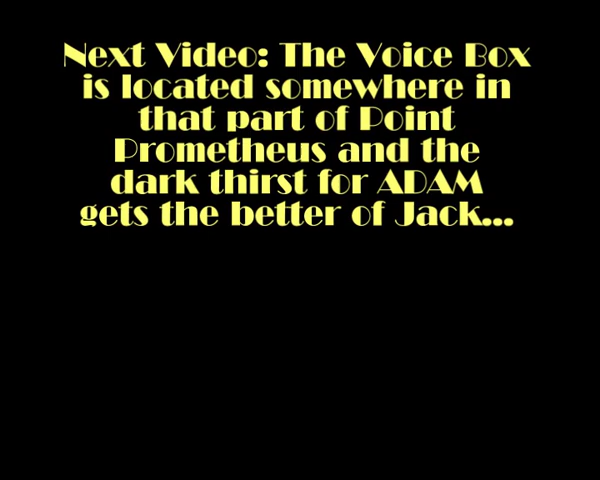 Next Video: The Voice Box
is located somewhere in
that part of Point
Prometheus and the
dark thirst for ADAM
gets the better of Jack...